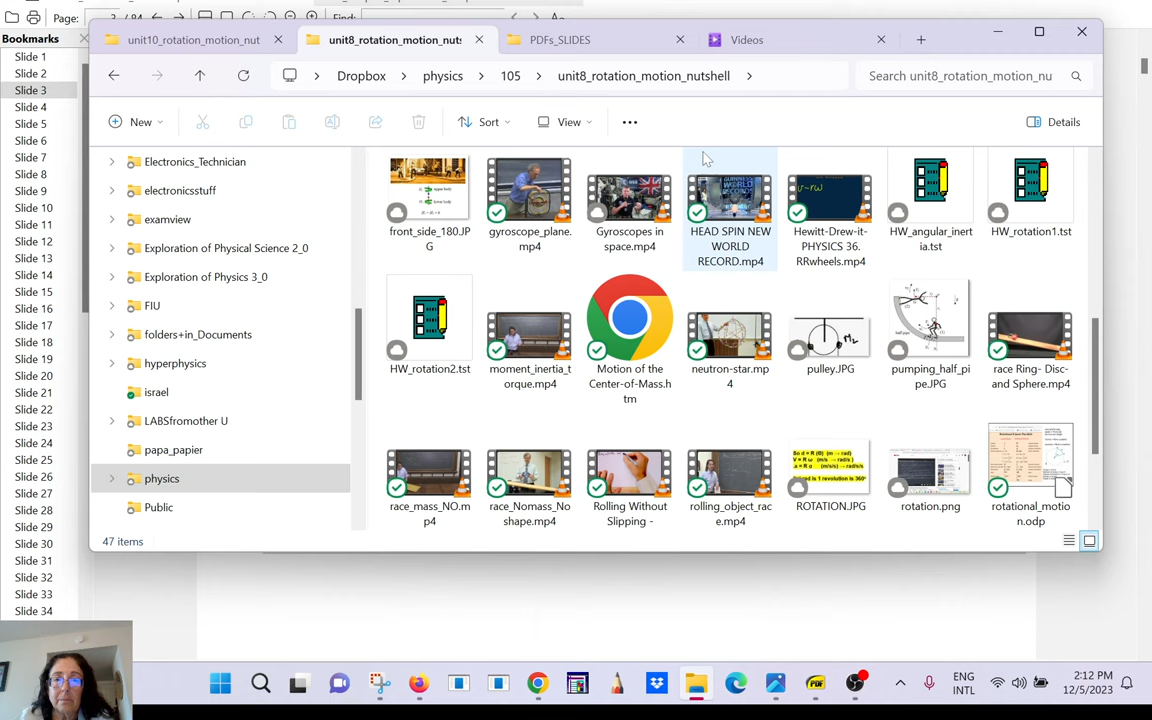 Page: 3 / 84
Find:
Bookmarks
Slide 1
Slide 2
Slide 3
Slide 4
Slide 5
Slide 6
Slide 7
Slide 8
Slide 9
Slide 10
Slide 11
Slide 12
Slide 13
Slide 14
Slide 15
Slide 16
Slide 17
Slide 18
Slide 19
Slide 20
Slide 21
Slide 22
Slide 23
Slide 24
Slide 25
Slide 26
Slide 27
Slide 28
Slide 29
Slide 30
Slide 31
Slide 32
Slide 33
Slide 34
unit10_rotation_motion_nut
unit8_rotation_motion_nuts
PDFs_SLIDES
Videos
Dropbox > physics > 105 > unit8_rotation_motion_nutshell >
Search unit8_rotation_motion_nu
New
Sort
View
Details
Electronics_Technician
electronicsstuff
examview
Exploration of Physical Science 2_0
Exploration of Physics 3_0
FIU
folders+in_Documents
hyperphysics
israel
LABSfromother U
papa_papier
physics
Public
front_side_180.JP
G
gyroscope_plane.
mp4
Gyroscopes in
space.mp4
HEAD SPIN NEW
WORLD
RECORD.mp4
Hewitt-Drew-it-
PHYSICS 36.
RRwheels.mp4
HW_angular_inert
ia.tst
HW_rotation1.tst
HW_rotation2.tst
moment_inertia_t
orque.mp4
Motion of the
Center-of-Mass.h
tm
neutron-star.mp
4
pulley.JPG
pumping_half_pi
pe.JPG
race Ring- Disc-
and Sphere.mp4
race_mass_NO.m
p4
race_Nomass_No
shape.mp4
Rolling Without
Slipping -
rolling_object_rac
e.mp4
ROTATION.JPG
rotation.png
rotational_motio
n.odp
47 items
ENG
INTL
2:12 PM
12/5/2023